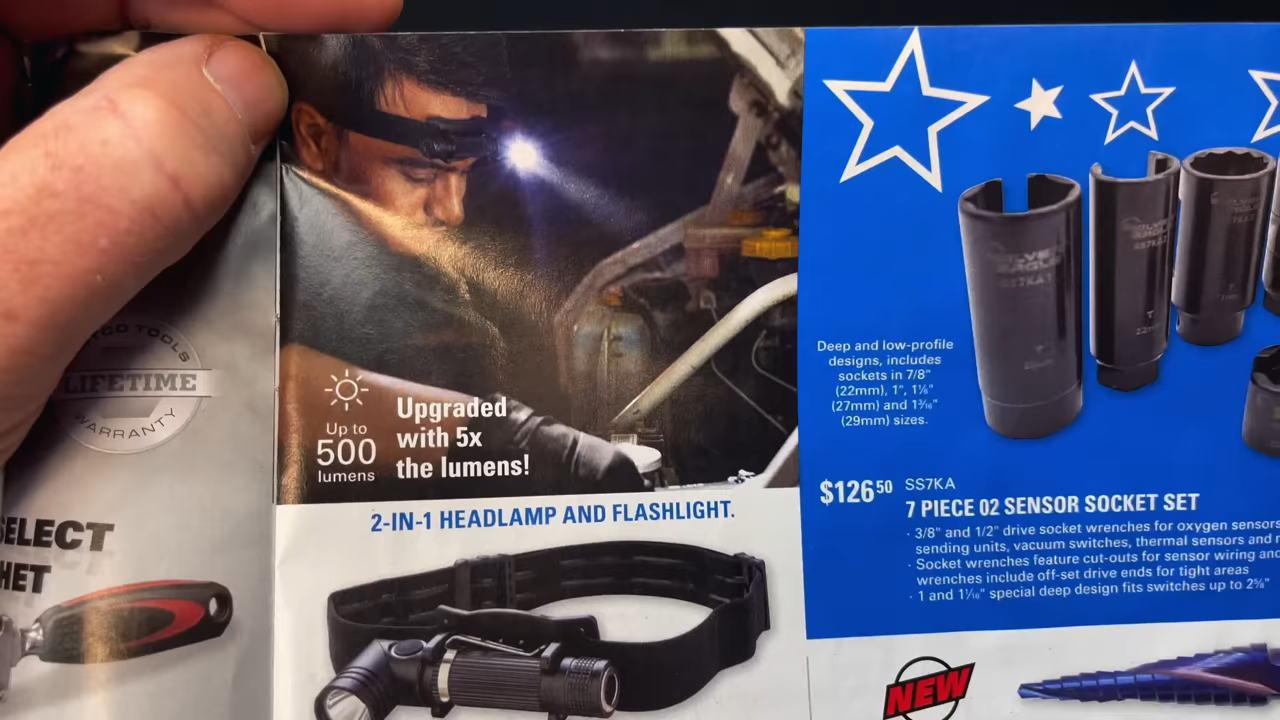 TOOLS
LIFETIME
WARRANTY
ELECT
HET
Up to
500
lumens
Upgraded
with 5x
the lumens!
2-IN-1 HEADLAMP AND FLASHLIGHT.
Deep and low-profile
designs, includes
sockets in 7/8"
(22mm), 1", 1⅛"
(27mm) and 1³⁄₁₆"
(29mm) sizes.
$126⁵⁰
SS7KA
7 PIECE 02 SENSOR SOCKET SET
· 3/8" and 1/2" drive socket wrenches for oxygen sensors
sending units, vacuum switches, thermal sensors and
· Socket wrenches feature cut-outs for sensor wiring and
wrenches include off-set drive ends for tight areas
· 1 and 1¹⁄₁₆" special deep design fits switches up to 2⅝"
NEW